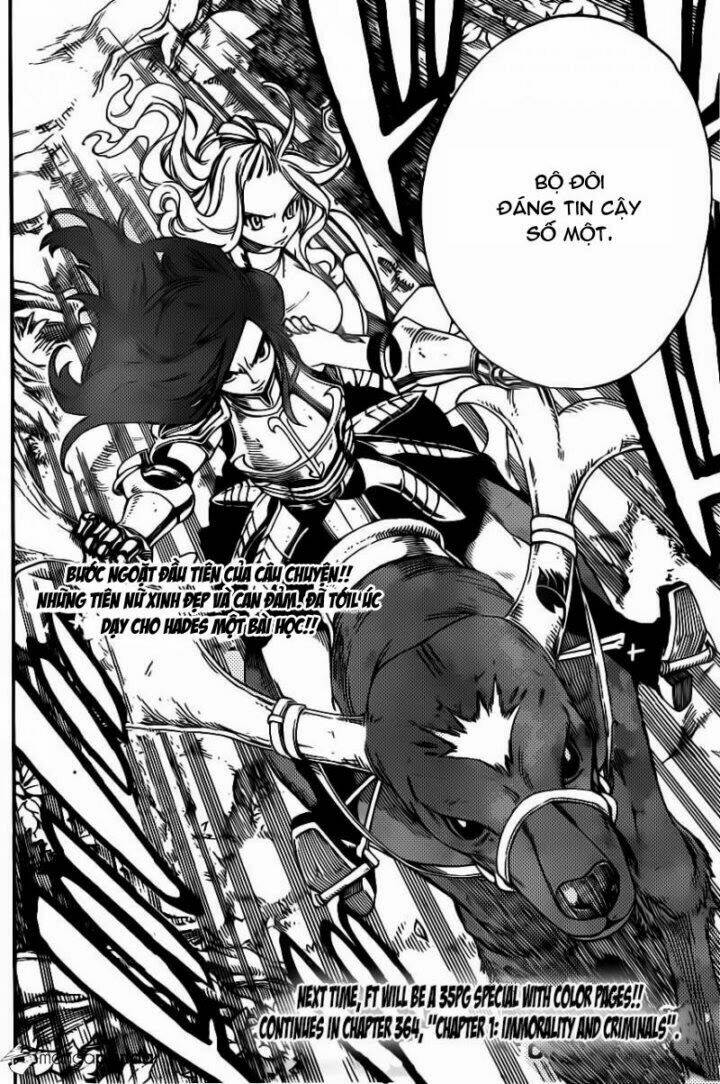 BỘ ĐÔI
ĐÁNG TIN CẬY
SỐ MỘT.
BƯỚC NGOẶT ĐẦU TIÊN CỦA CÂU CHUYỆN!!
NHỮNG TIÊN NỮ XINH ĐẸP VÀ CAN ĐẢM. ĐÃ TỚI LÚC
DẠY CHO HADES MỘT BÀI HỌC!!
NEXT TIME, FT WILL BE A 35PG SPECIAL WITH COLOR PAGES!!
CONTINUES IN CHAPTER 364, "CHAPTER 1: IMMORALITY AND CRIMINALS".